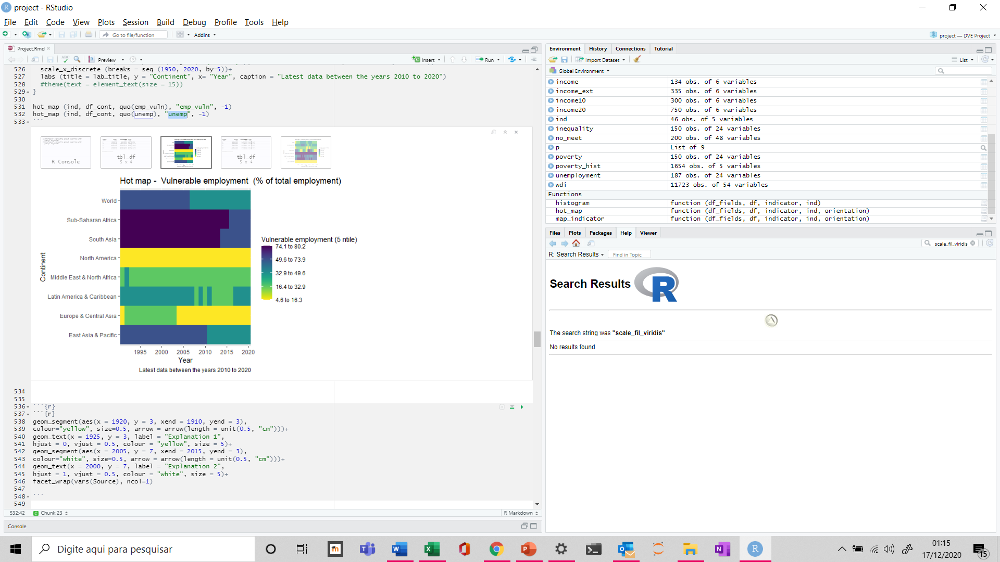 project - RStudio
File Edit Code View Plots Session Build Debug Profile Tools Help
Go to file/function Addins
project — DVE Project
Project.Rmd
Preview Insert Run
526 scale_x_discrete (breaks = seq (1950, 2020, by=5))+
527 labs (title = lab_title, y = "Continent", x= "Year", caption = "Latest data between the years 2010 to 2020")
528 #theme(text = element_text(size = 15))
529 }
530
531 hot_map (ind, df_cont, quo(emp_vuln), "emp_vuln", -1)
532 hot_map (ind, df_cont, quo(unemp), "unemp", -1)
533 ```
R Console
tbl_df
5 x 4
tbl_df
5 x 4
Hot map - Vulnerable employment (% of total employment)
Continent
World
Sub-Saharan Africa
South Asia
North America
Middle East & North Africa
Latin America & Caribbean
Europe & Central Asia
East Asia & Pacific
1995 2000 2005 2010 2015 2020
Year
Latest data between the years 2010 to 2020
Vulnerable employment (5 ntile)
74.1 to 80.2
49.6 to 73.9
32.9 to 49.6
16.4 to 32.9
4.6 to 16.3
534
535
536 ```{r}
537 ```{r}
538 geom_segment(aes(x = 1920, y = 3, xend = 1910, yend = 3),
539 colour="yellow", size=0.5, arrow = arrow(length = unit(0.5, "cm")))+
540 geom_text(x = 1925, y = 3, label = "Explanation 1",
541 hjust = 0, vjust = 0.5, colour = "yellow", size = 5)+
542 geom_segment(aes(x = 2005, y = 7, xend = 2015, yend = 3),
543 colour="white", size=0.5, arrow = arrow(length = unit(0.5, "cm")))+
544 geom_text(x = 2000, y = 7, label = "Explanation 2",
545 hjust = 1, vjust = 0.5, colour = "white", size = 5)+
546 facet_wrap(vars(Source), ncol=1)
547
548 ```
549
532:42 Chunk 23 R Markdown
Console
Environment History Connections Tutorial
Import Dataset List
Global Environment
income 134 obs. of 6 variables
income_ext 335 obs. of 6 variables
income10 300 obs. of 6 variables
income20 750 obs. of 6 variables
ind 46 obs. of 5 variables
inequality 150 obs. of 24 variables
no_meet 200 obs. of 48 variables
p List of 9
poverty 150 obs. of 24 variables
poverty_hist 1654 obs. of 5 variables
unemployment 187 obs. of 24 variables
wdi 11723 obs. of 54 variables
Functions
histogram function (df_fields, df, indicator, ind)
hot_map function (df_fields, df, indicator, ind, orientation)
map_indicator function (df_fields, df, indicator, ind, orientation)
Files Plots Packages Help Viewer
scale_fil_viridis
R: Search Results Find in Topic
Search Results R
The search string was "scale_fil_viridis"
No results found
Digite aqui para pesquisar
01:15
17/12/2020
15